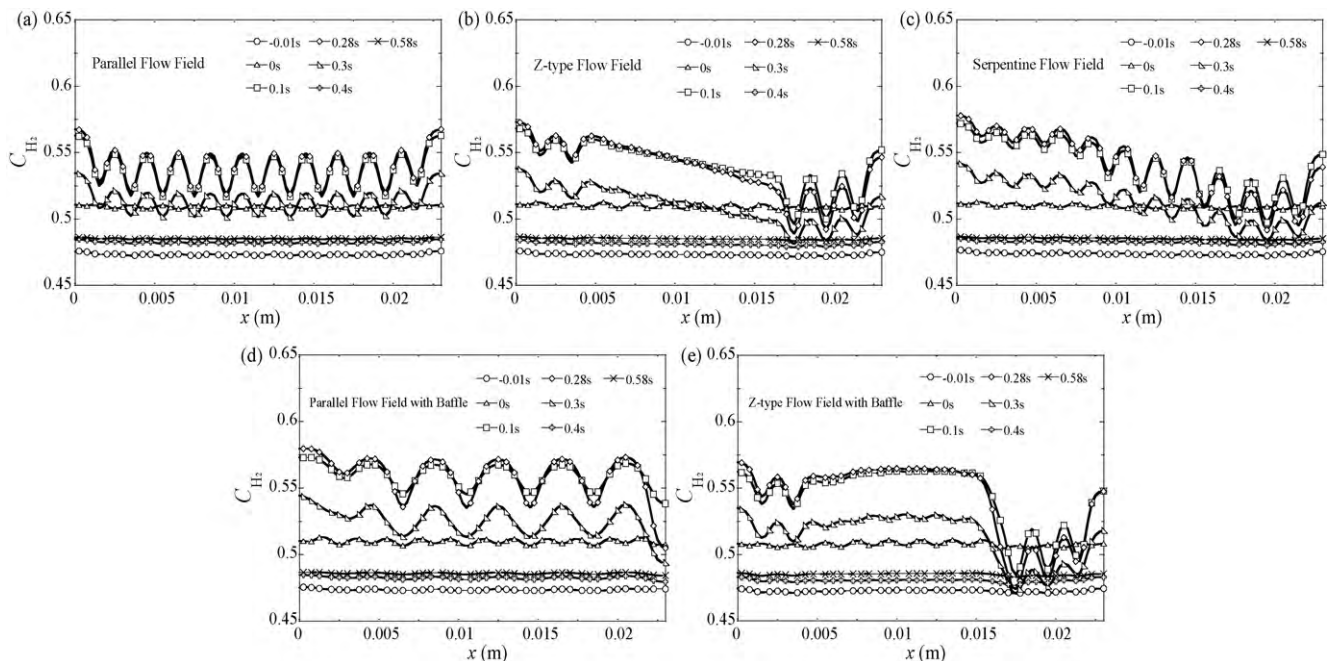 (a)
0.65
Parallel Flow Field
-0.01s 0.28s 0.58s
0s 0.3s
0.1s 0.4s
0.6
C_H₂
0.55
0.5
0.45
0 0.005 0.01 0.015 0.02
x (m)
(b)
0.65
Z-type Flow Field
-0.01s 0.28s 0.58s
0s 0.3s
0.1s 0.4s
0.6
C_H₂
0.55
0.5
0.45
0 0.005 0.01 0.015 0.02
x (m)
(c)
0.65
Serpentine Flow Field
-0.01s 0.28s 0.58s
0s 0.3s
0.1s 0.4s
0.6
C_H₂
0.55
0.5
0.45
0 0.005 0.01 0.015 0.02
x (m)
(d)
0.65
Parallel Flow Field with Baffle
-0.01s 0.28s 0.58s
0s 0.3s
0.1s 0.4s
0.6
C_H₂
0.55
0.5
0.45
0 0.005 0.01 0.015 0.02
x (m)
(e)
0.65
Z-type Flow Field with Baffle
-0.01s 0.28s 0.58s
0s 0.3s
0.1s 0.4s
0.6
C_H₂
0.55
0.5
0.45
0 0.005 0.01 0.015 0.02
x (m)